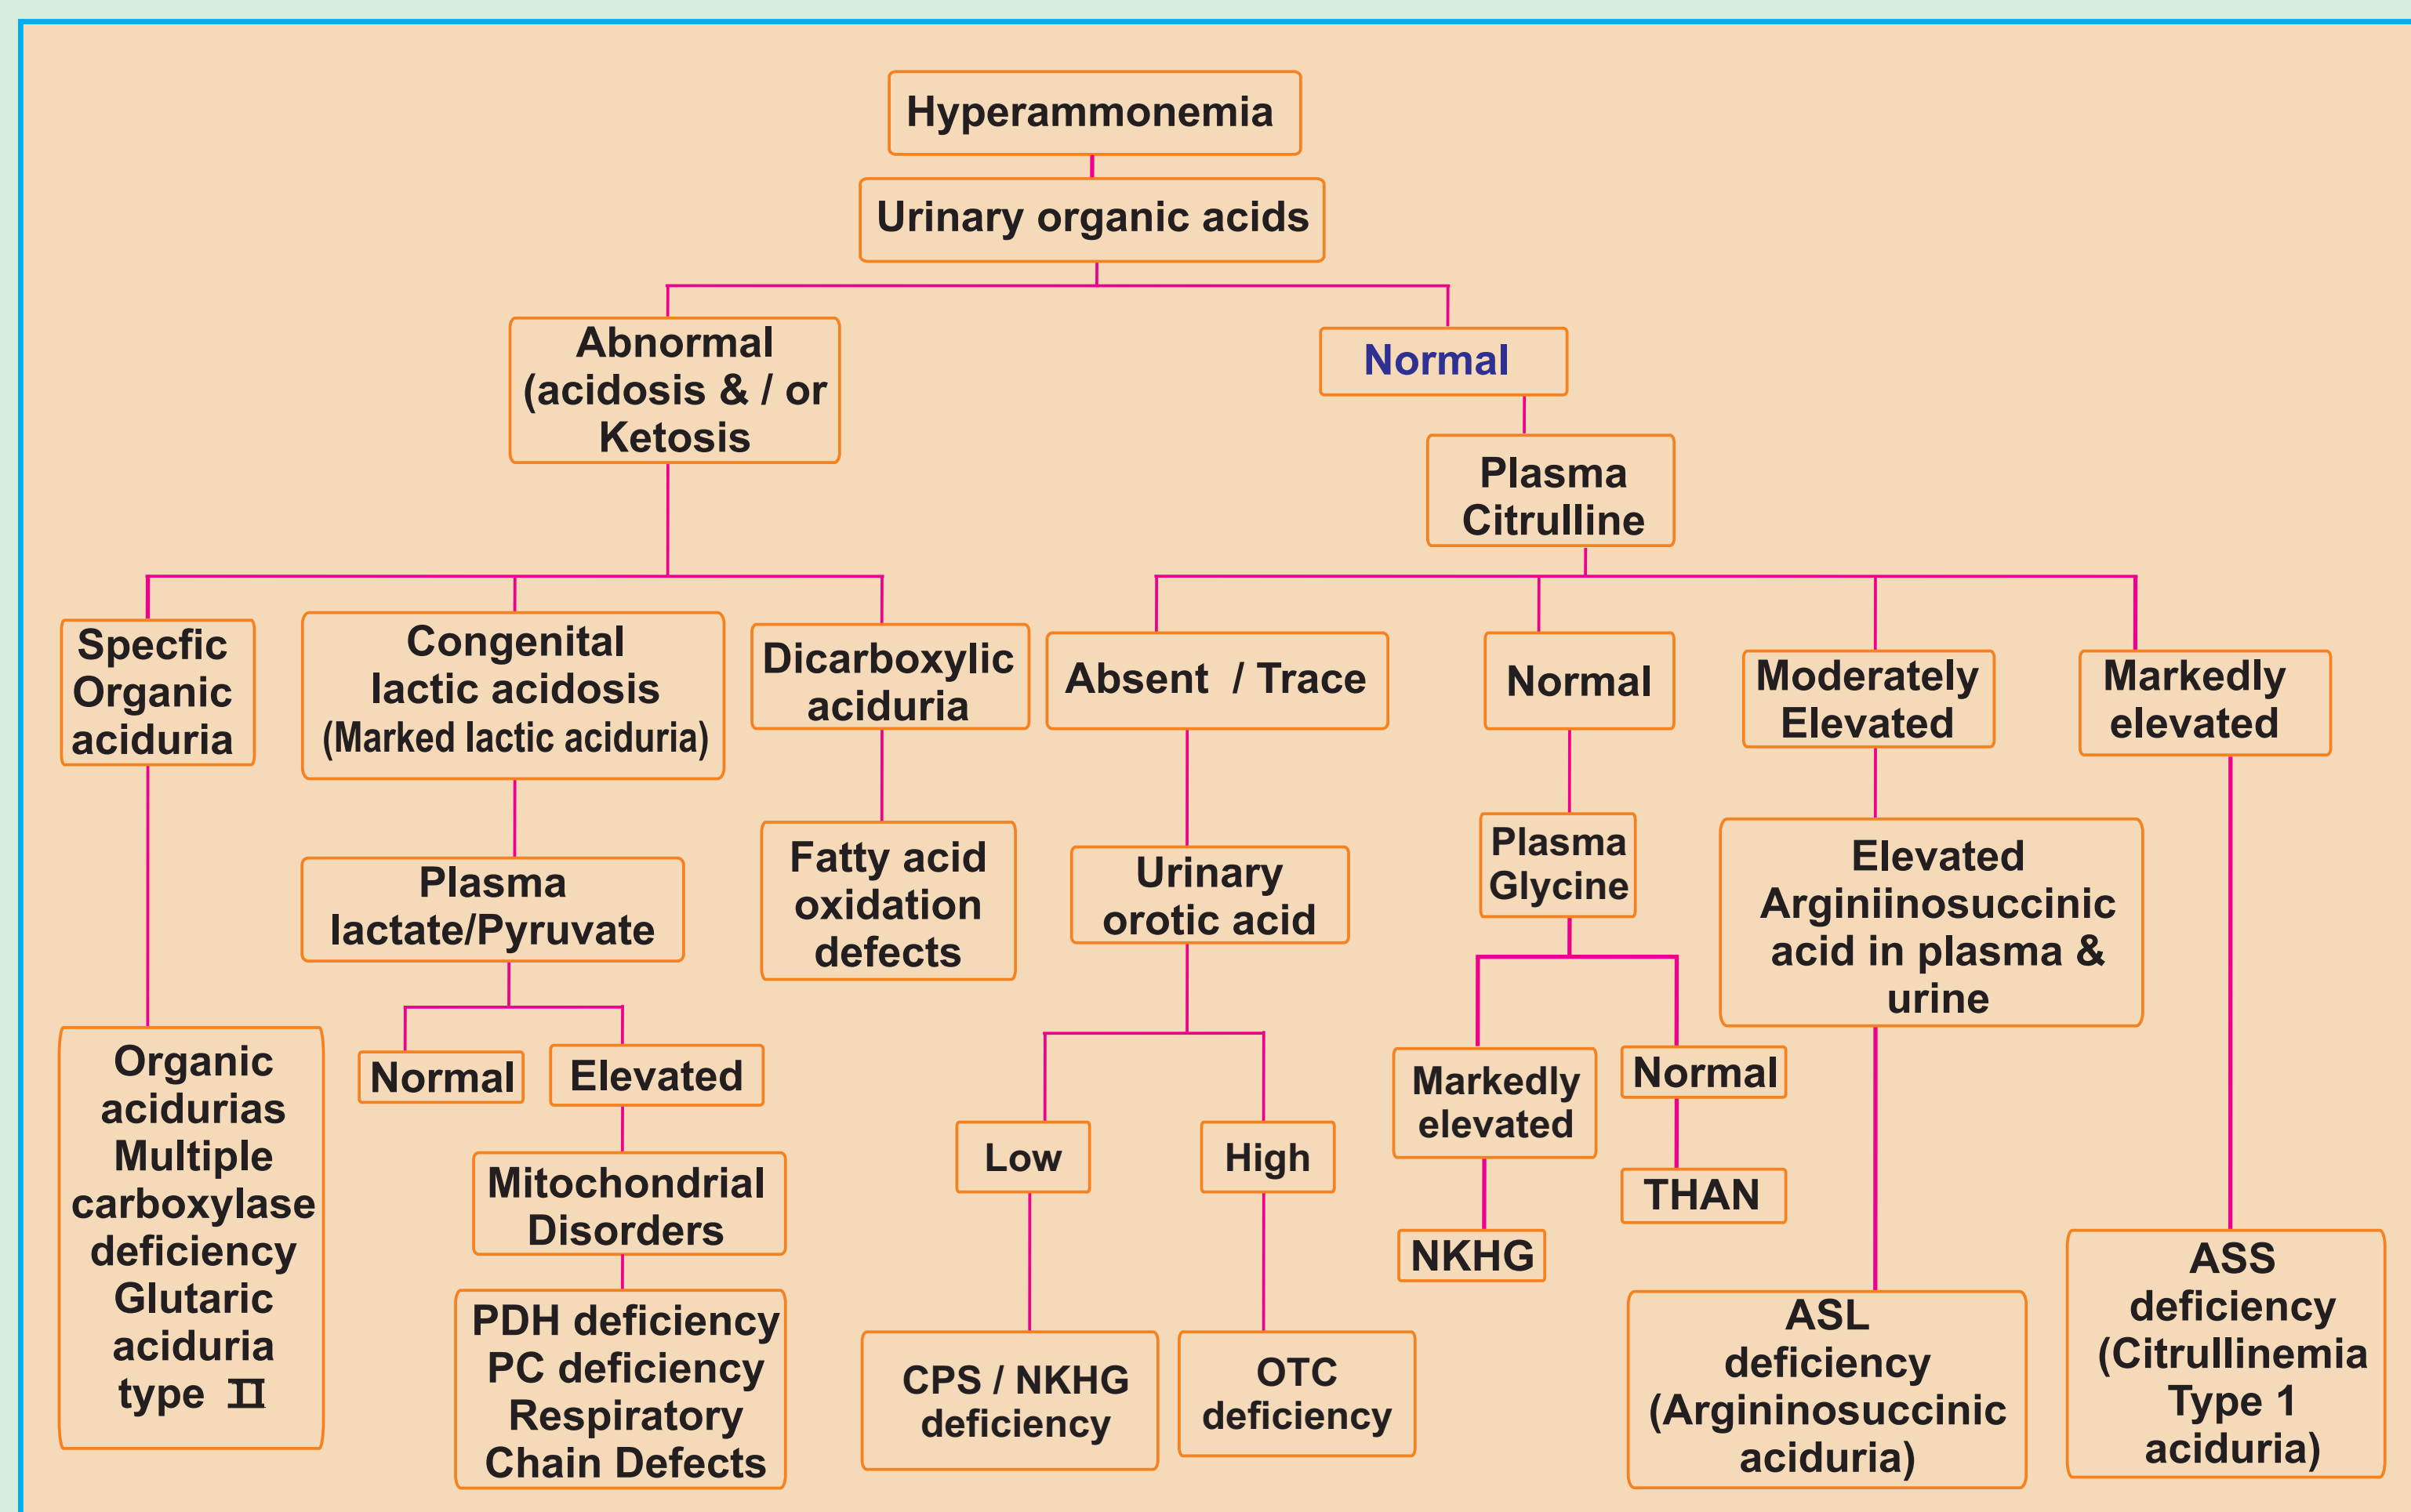 Hyperammonemia
Urinary organic acids
Abnormal
(acidosis & / or
Ketosis
Normal
Plasma
Citrulline
Specfic
Organic
aciduria
Congenital
lactic acidosis
(Marked lactic aciduria)
Dicarboxylic
aciduria
Absent / Trace
Normal
Moderately
Elevated
Markedly
elevated
Plasma
lactate/Pyruvate
Fatty acid
oxidation
defects
Urinary
orotic acid
Plasma
Glycine
Elevated
Arginiinosuccinic
acid in plasma &
urine
Organic
acidurias
Multiple
carboxylase
deficiency
Glutaric
aciduria
type II
Normal
Elevated
Mitochondrial
Disorders
PDH deficiency
PC deficiency
Respiratory
Chain Defects
Low
High
Markedly
elevated
Normal
THAN
NKHG
CPS / NKHG
deficiency
OTC
deficiency
ASL
deficiency
(Argininosuccinic
aciduria)
ASS
deficiency
(Citrullinemia
Type 1
aciduria)